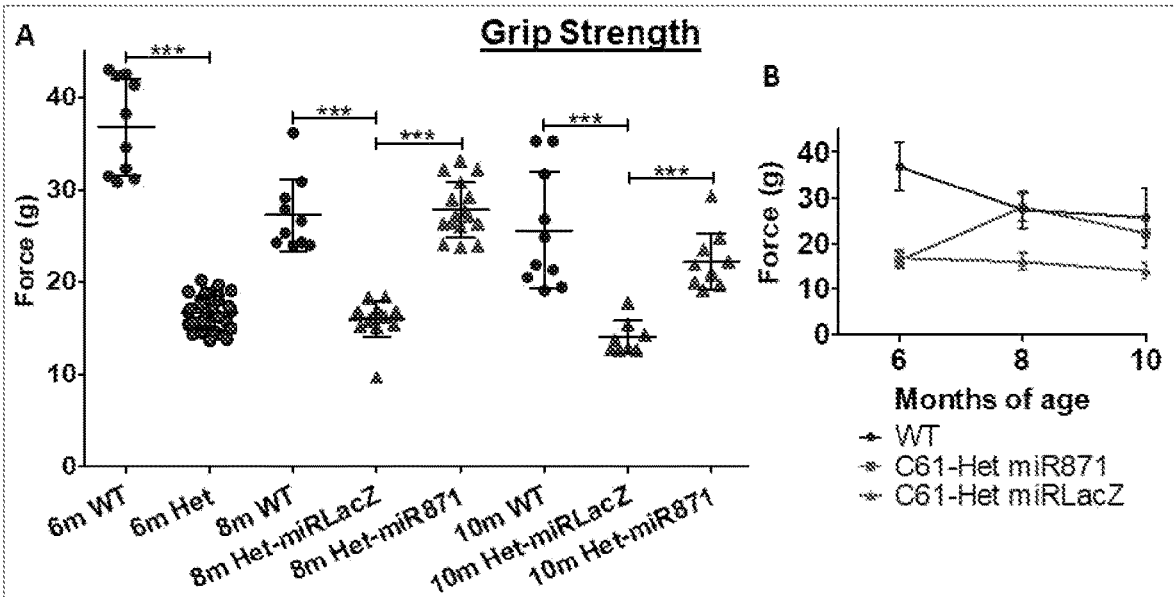 Grip Strength
A
***
***
***
***
***
Force (g)
40
30
20
10
0
6m WT
6m Het
8m WT
8m Het-miRLacZ
8m Het-miR871
10m WT
10m Het-miRLacZ
10m Het-miR871
B
Force (g)
40
30
20
10
0
6
8
10
Months of age
WT
C61-Het miR871
C61-Het miRLacZ